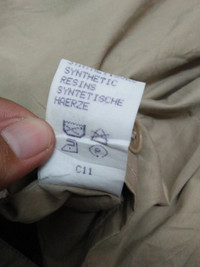 SYNTHETIC
RESINS
SYNTETISCHE
HAERZE
P
C11